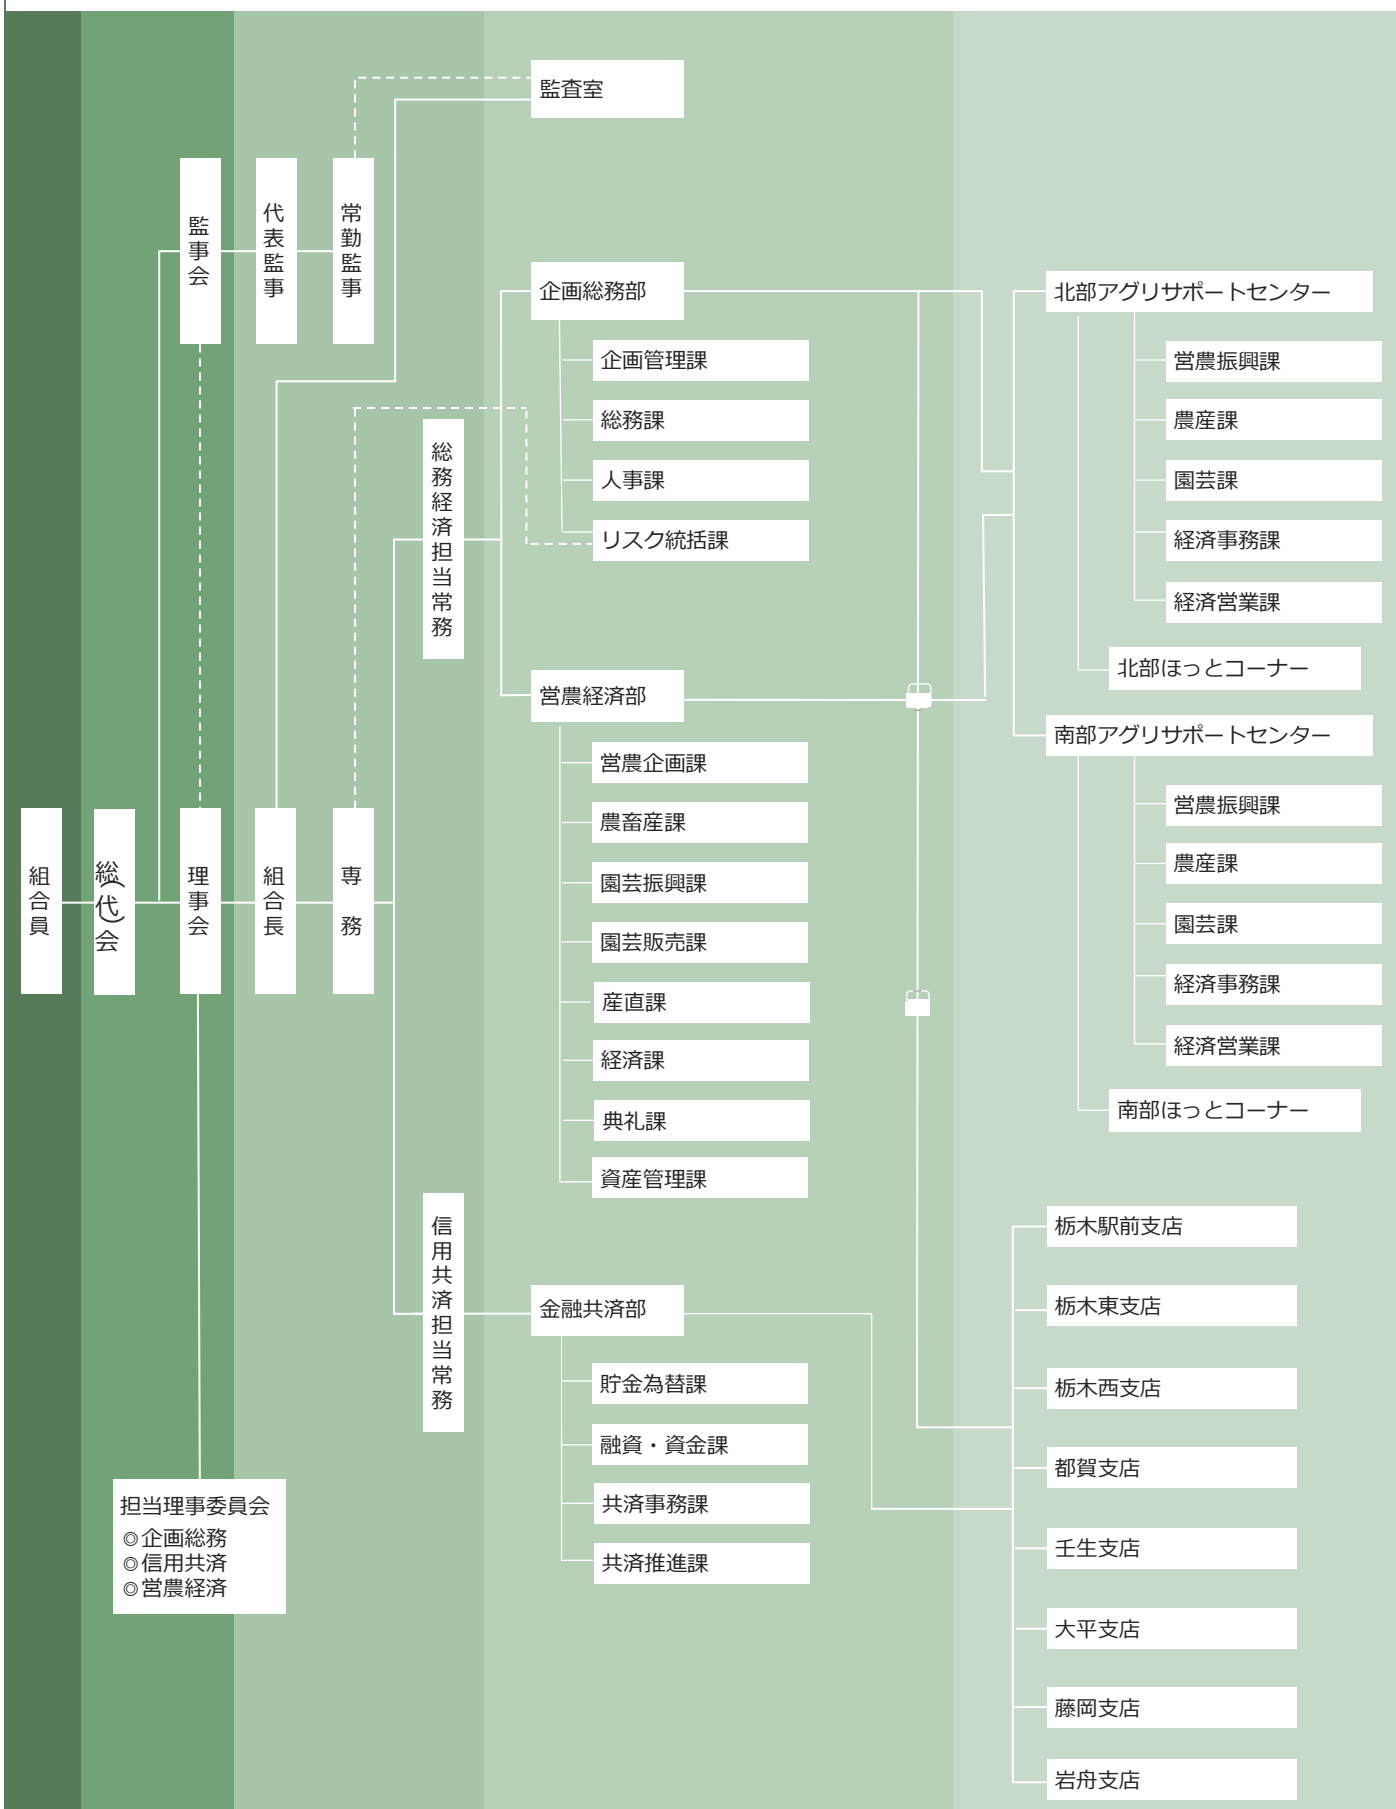 組合員
総(代)会
監事会
理事会
担当理事委員会
◎企画総務
◎信用共済
◎営農経済
代表監事
常勤監事
組合長
専務
総務経済担当常務
信用共済担当常務
監査室
企画総務部
企画管理課
総務課
人事課
リスク統括課
営農経済部
営農企画課
農畜産課
園芸振興課
園芸販売課
産直課
経済課
典礼課
資産管理課
金融共済部
貯金為替課
融資・資金課
共済事務課
共済推進課
北部アグリサポートセンター
営農振興課
農産課
園芸課
経済事務課
経済営業課
北部ほっとコーナー
南部アグリサポートセンター
営農振興課
農産課
園芸課
経済事務課
経済営業課
南部ほっとコーナー
栃木駅前支店
栃木東支店
栃木西支店
都賀支店
壬生支店
大平支店
藤岡支店
岩舟支店